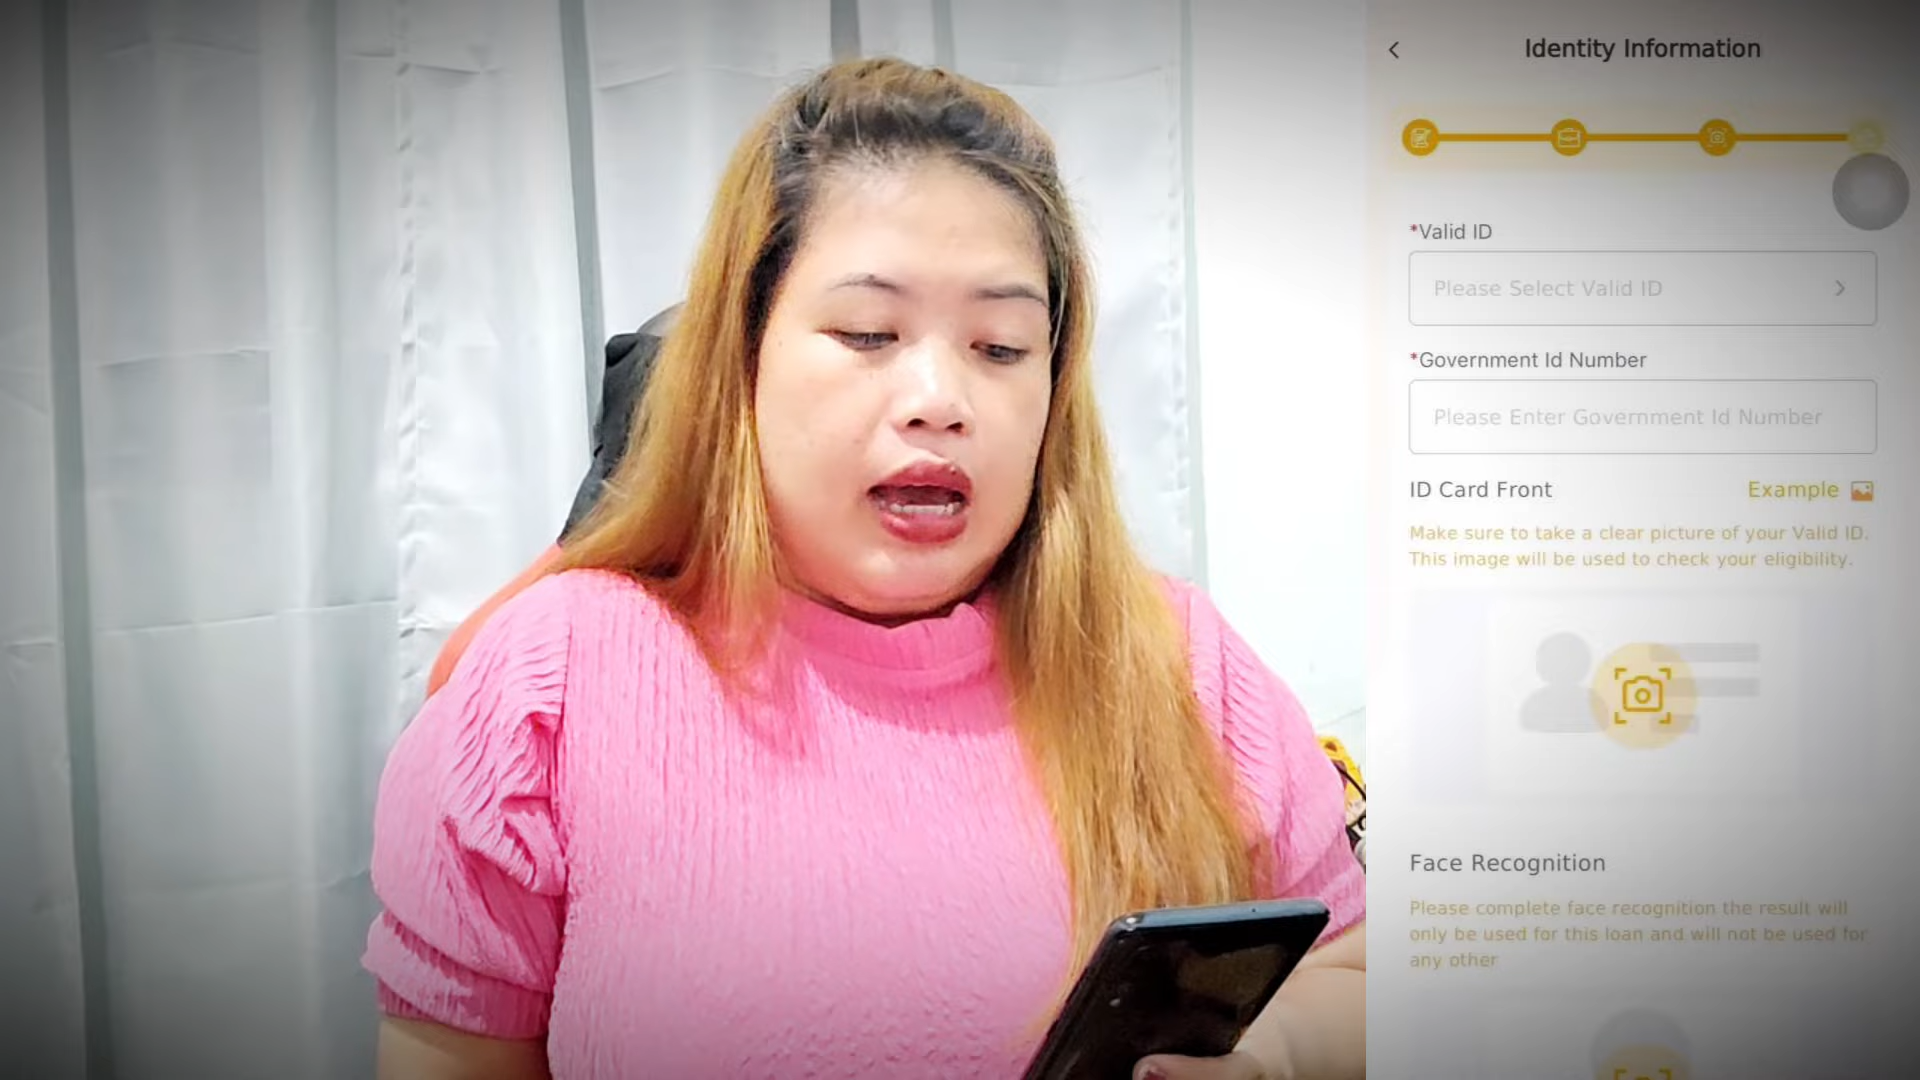 Identity Information
*Valid ID
Please Select Valid ID
*Government Id Number
Please Enter Government Id Number
ID Card Front
Example
Make sure to take a clear picture of your Valid ID.
This image will be used to check your eligibility.
Face Recognition
Please complete face recognition the result will
only be used for this loan and will not be used for
any other